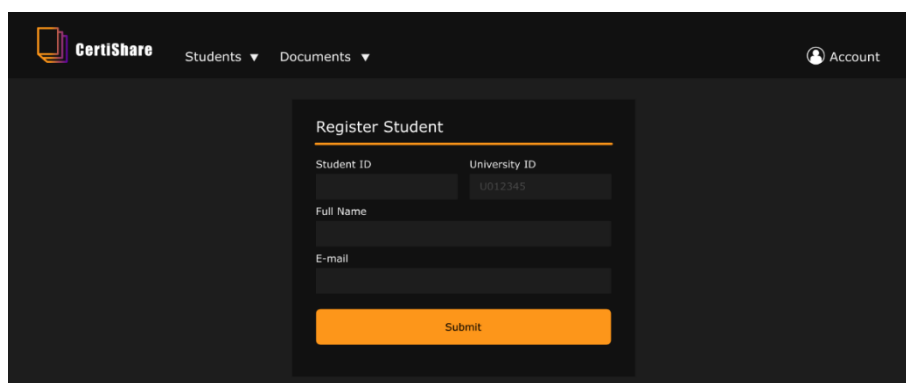 CertiShare
Students ▼ Documents ▼
Account
Register Student
Student ID University ID
U012345
Full Name
E-mail
Submit